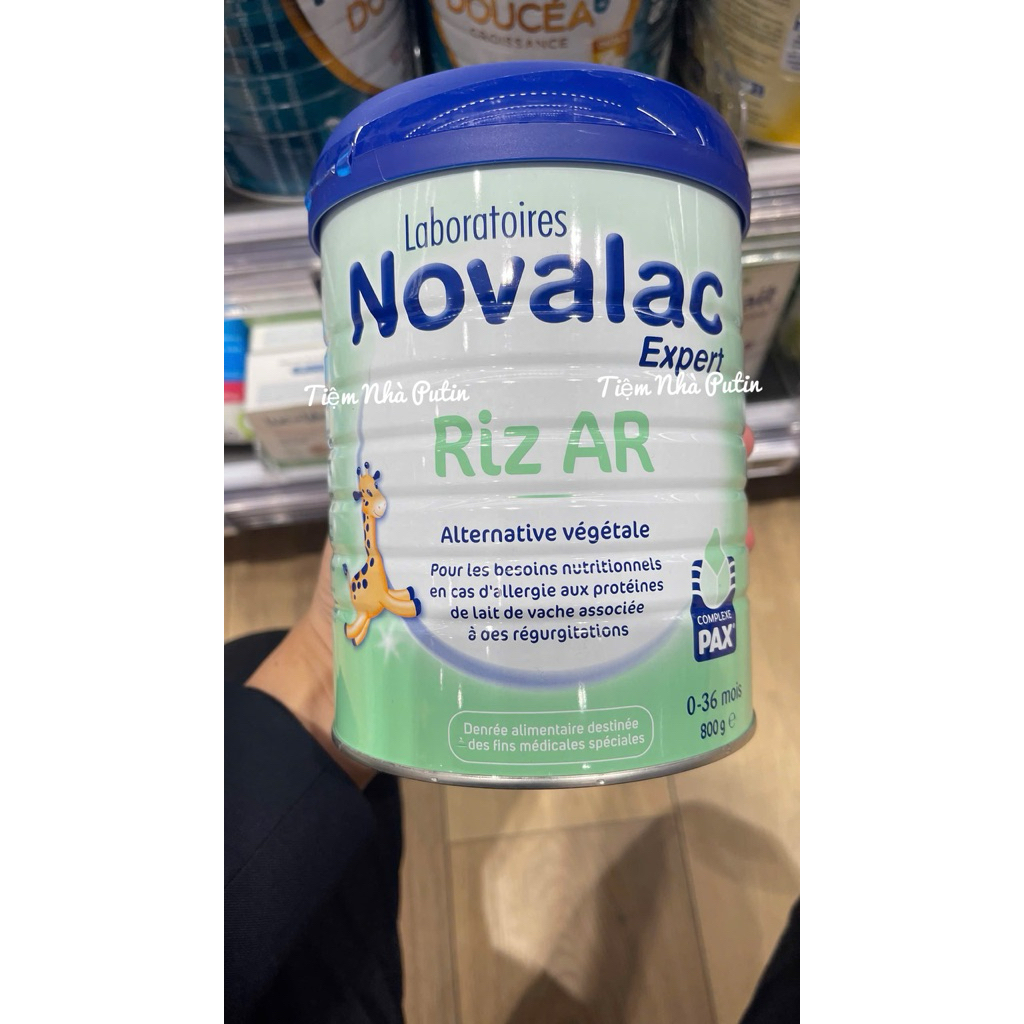 DOUCÉA
CROISSANCE
Laboratoires
Novalac
Expert
Tiệm Nhà Putin
Tiệm Nhà Putin
Riz AR
Alternative végétale
Pour les besoins nutritionnels
en cas d'allergie aux protéines
de lait de vache associée
à des régurgitations
COMPLEXE
PAX
0-36 mois
800g e
Denrée alimentaire destinée
à des fins médicales spéciales